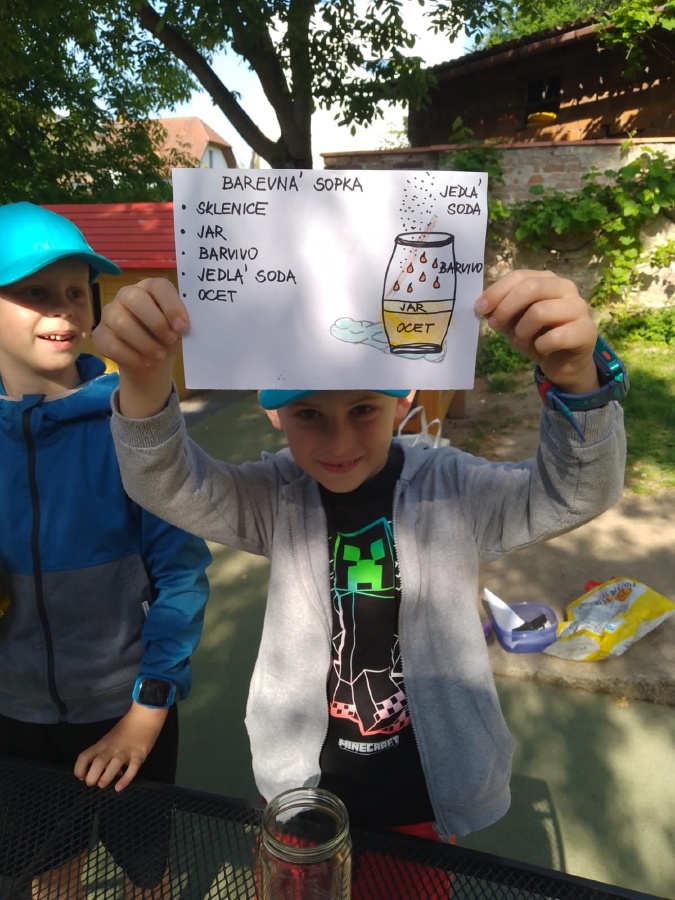 BAREVNÁ SOPKA
• SKLENICE
• JAR
• BARVIVO
• JEDLÁ SODA
• OCET
JEDLÁ
SODA
BARVIVO
JAR
OCET
MINECRAFT